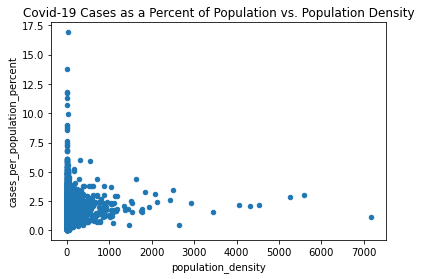 Covid-19 Cases as a Percent of Population vs. Population Density
17.5
15.0
12.5
10.0
7.5
5.0
2.5
0.0
cases_per_population_percent
0 1000 2000 3000 4000 5000 6000 7000
population_density